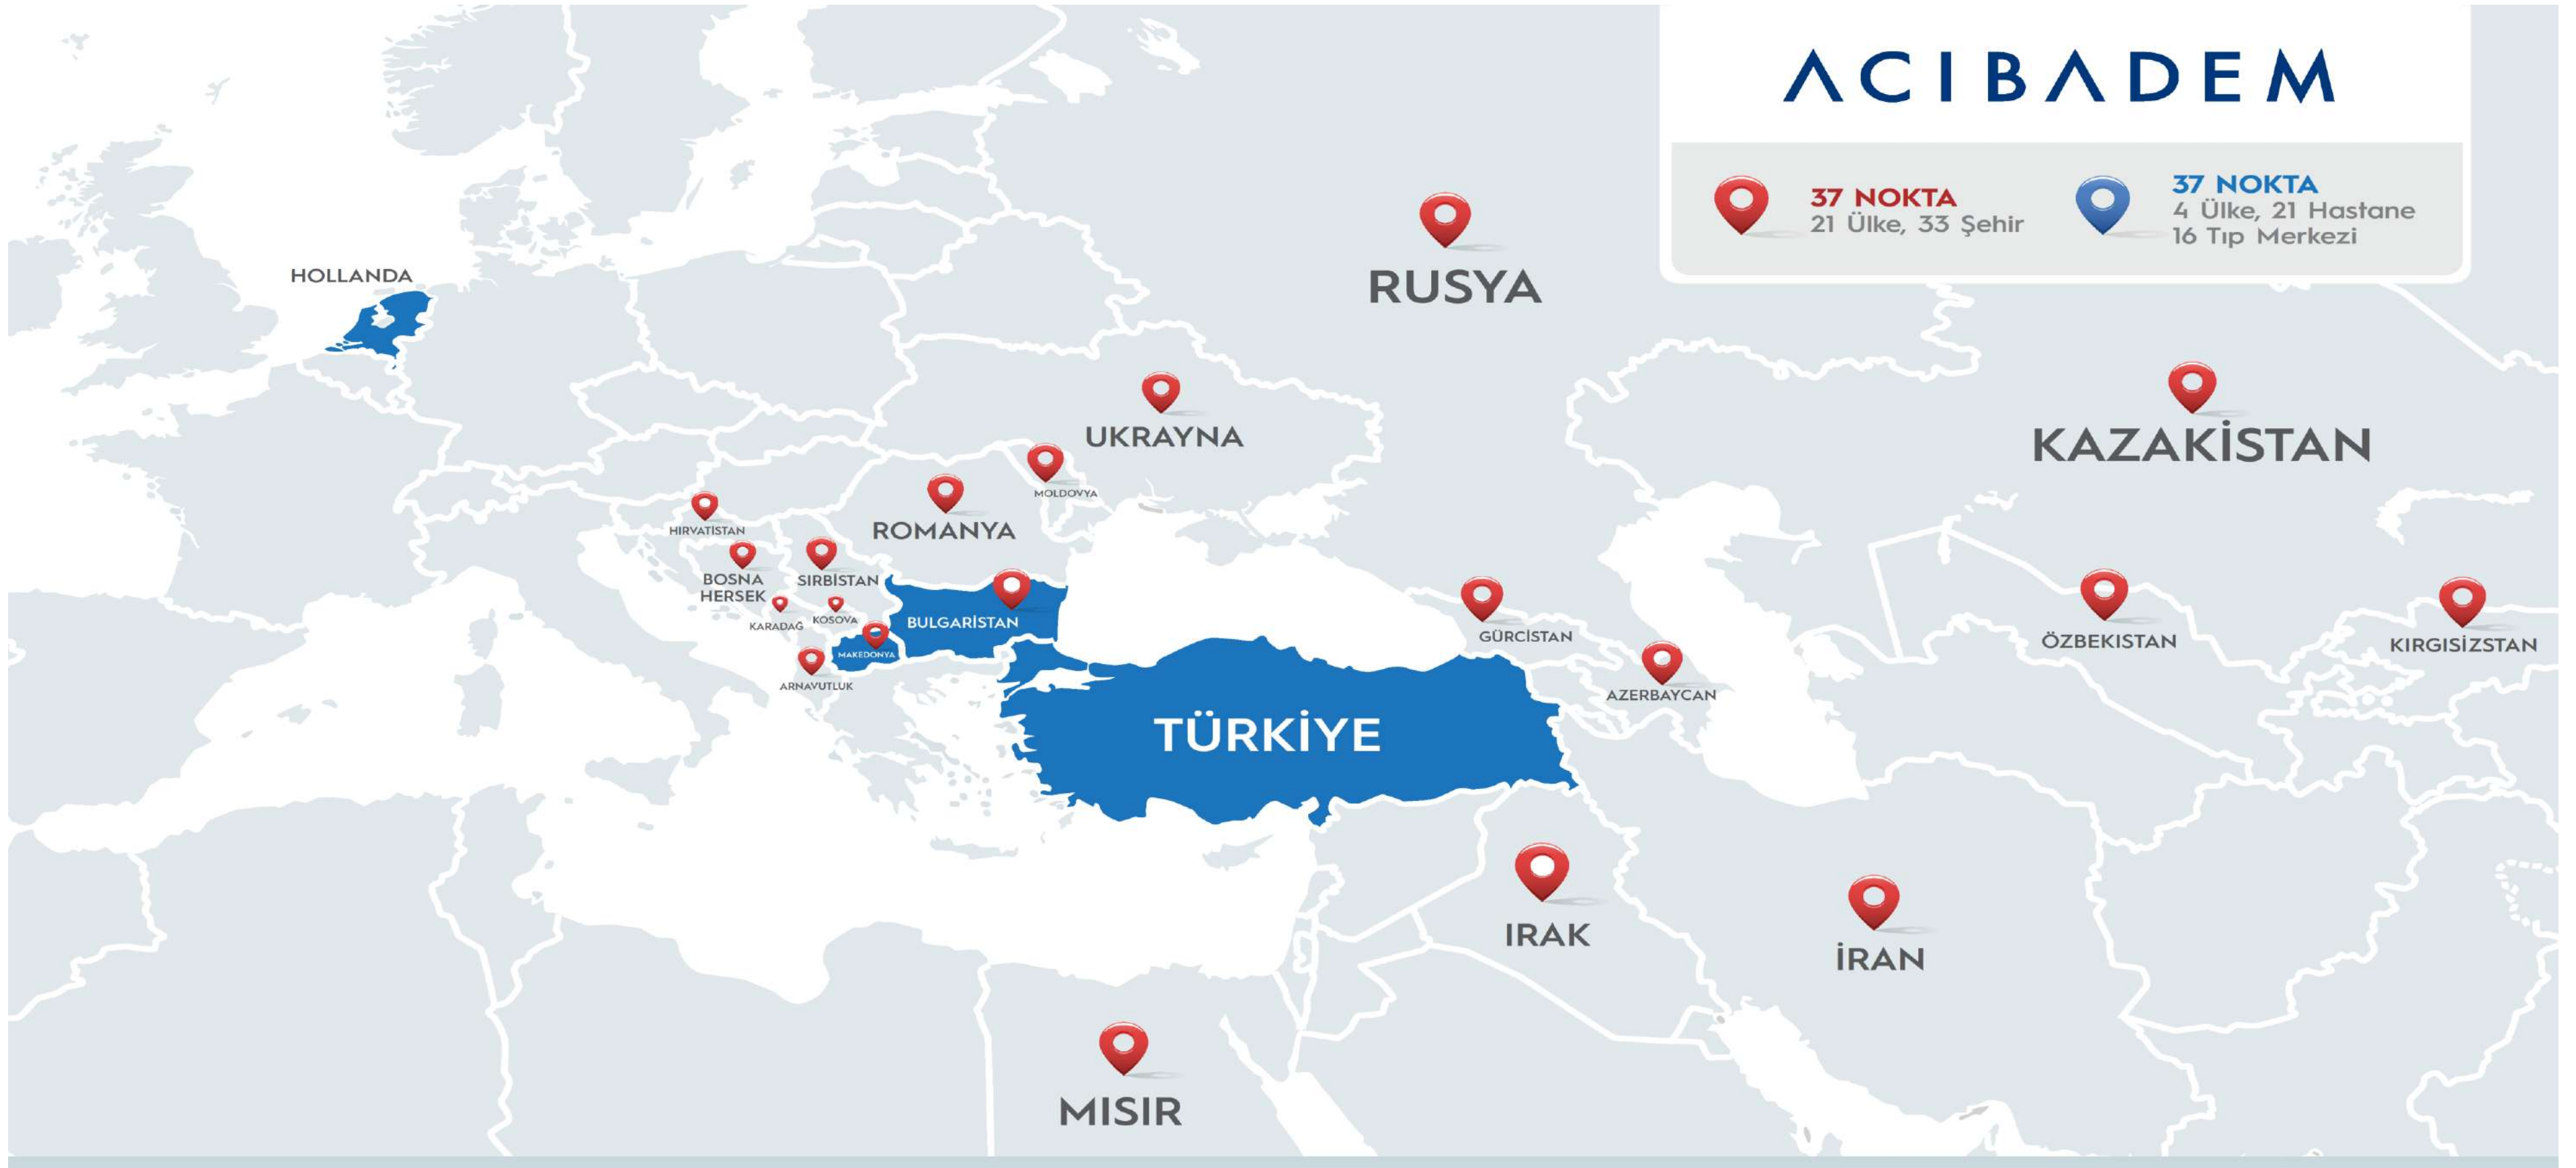 ACIBADEM
37 NOKTA
21 Ülke, 33 Şehir
37 NOKTA
4 Ülke, 21 Hastane
16 Tıp Merkezi
HOLLANDA
RUSYA
UKRAYNA
KAZAKİSTAN
MOLDOVYA
ROMANYA
HIRVATİSTAN
BOSNA
HERSEK
SIRBİSTAN
KARADAĞ
KOSOVA
BULGARİSTAN
MAKEDONYA
ARNAVUTLUK
GÜRCİSTAN
AZERBAYCAN
ÖZBEKISTAN
KIRGISİZSTAN
TÜRKİYE
IRAK
İRAN
MISIR